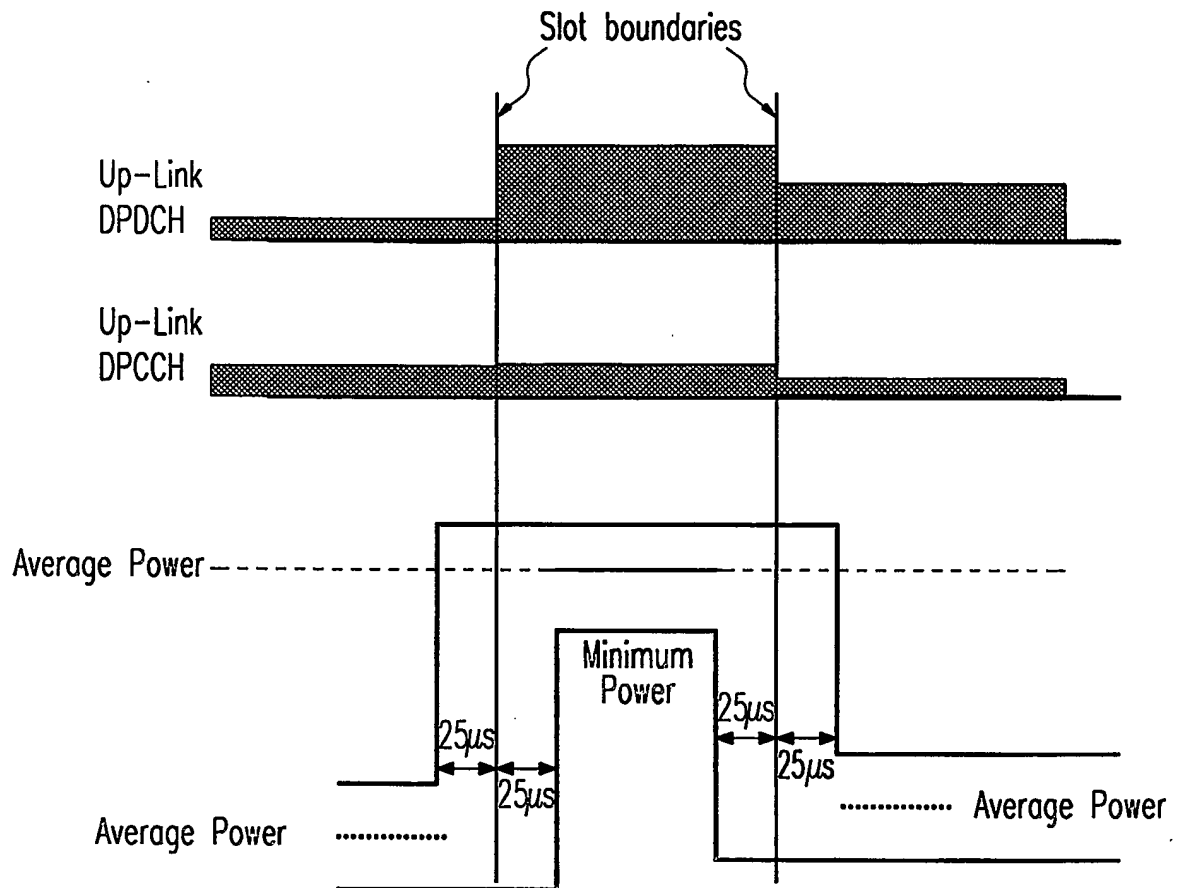 Slot boundaries
Up-Link
DPDCH
Up-Link
DPCCH
Average Power
Minimum
Power
25μs
25μs
25μs
25μs
Average Power
Average Power